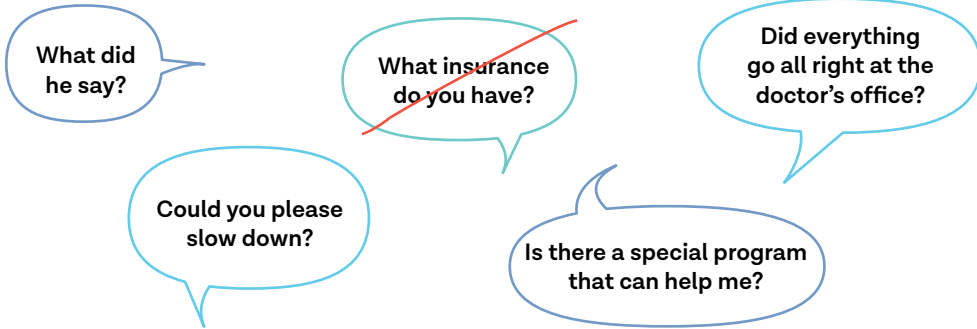 What did
he say?
What insurance
do you have?
Did everything
go all right at the
doctor’s office?
Could you please
slow down?
Is there a special program
that can help me?